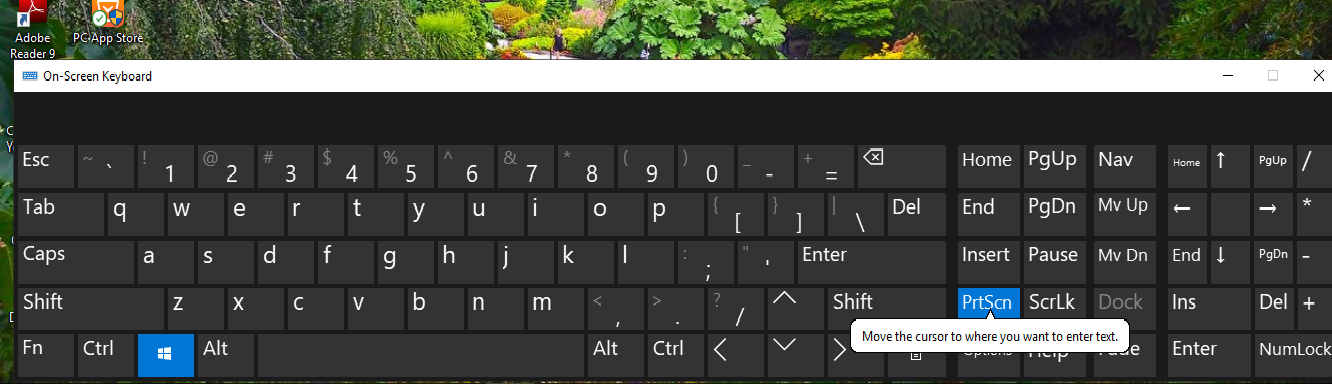 Adobe
Reader 9
PC App Store
On-Screen Keyboard
Esc ~ ` ! 1 @ 2 # 3 $ 4 % 5 ^ 6 & 7 * 8 ( 9 ) 0 _ - + = Home PgUp Nav Home ↑ PgUp /
Tab q w e r t y u i o p { [ } ] | \ Del End PgDn Mv Up ← → *
Caps a s d f g h j k l : ; " ' Enter Insert Pause Mv Dn End ↓ PgDn -
Shift z x c v b n m < , > . ? / Shift PrtScn ScrLk Dock Ins Del +
Move the cursor to where you want to enter text.
Fn Ctrl Alt Alt Ctrl Options Help Fade Enter NumLock